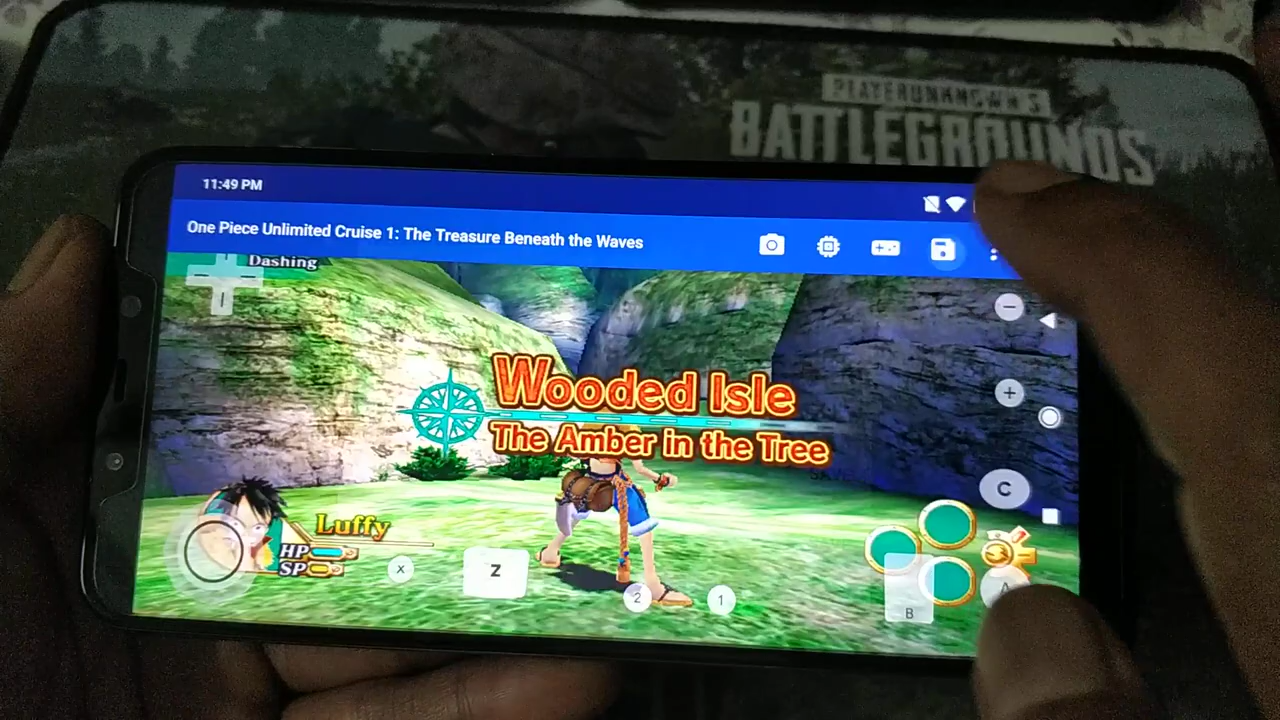 PLAYERUNKNOWN'S
BATTLEGROUNDS
11:49 PM
One Piece Unlimited Cruise 1: The Treasure Beneath the Waves
Dashing
Wooded Isle
The Amber in the Tree
Luffy
HP
SP
X
Z
2
1
C
A
B